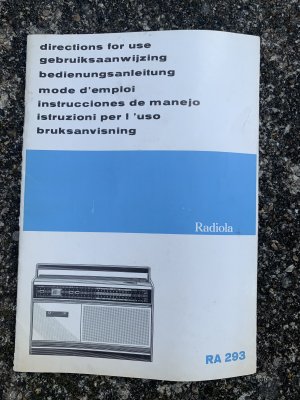 directions for use
gebruiksaanwijzing
bedienungsanleitung
mode d'emploi
instrucciones de manejo
istruzioni per l 'uso
bruksanvisning
Radiola
RA 293